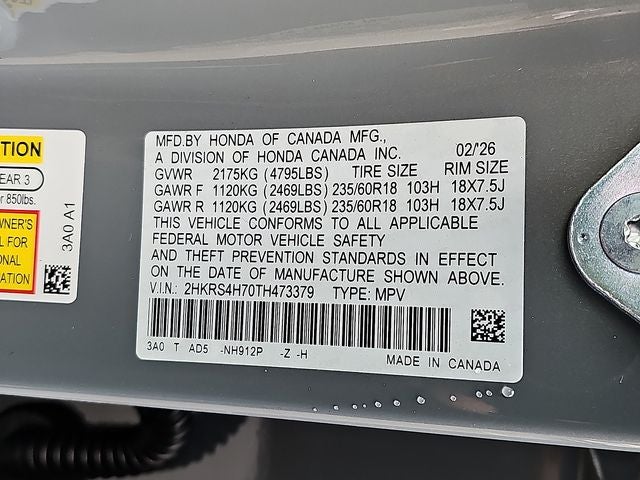 TION
EAR 3
r 850lbs.
WNER'S
L FOR
ONAL
ATION
3A0 A1
MFD.BY HONDA OF CANADA MFG.,
A DIVISION OF HONDA CANADA INC. 02/'26
GVWR 2175KG (4795LBS) TIRE SIZE RIM SIZE
GAWR F 1120KG (2469LBS) 235/60R18 103H 18X7.5J
GAWR R 1120KG (2469LBS) 235/60R18 103H 18X7.5J
THIS VEHICLE CONFORMS TO ALL APPLICABLE
FEDERAL MOTOR VEHICLE SAFETY
AND THEFT PREVENTION STANDARDS IN EFFECT
ON THE DATE OF MANUFACTURE SHOWN ABOVE.
V.I.N.: 2HKRS4H70TH473379 TYPE: MPV
3A0 T AD5 -NH912P -Z -H
MADE IN CANADA